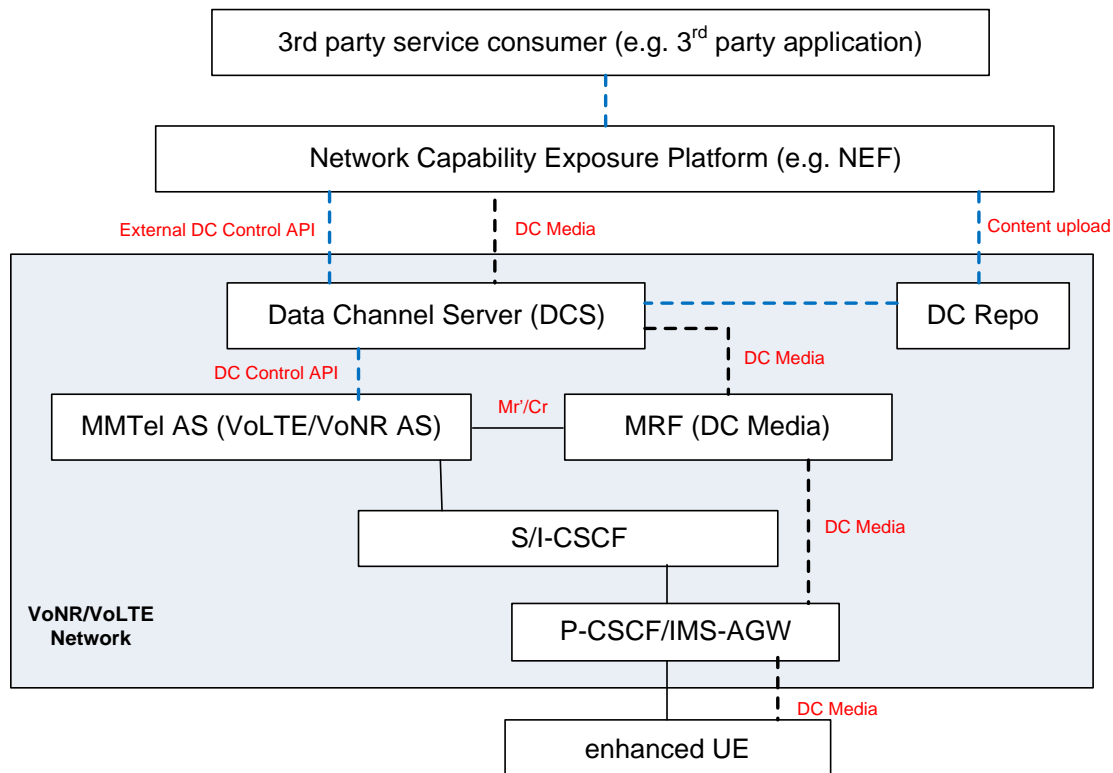 3rd party service consumer (e.g. 3rd party application)
Network Capability Exposure Platform (e.g. NEF)
External DC Control API
DC Media
Content upload
Data Channel Server (DCS)
DC Repo
DC Control API
DC Media
MMTel AS (VoLTE/VoNR AS)
Mr'/Cr
MRF (DC Media)
DC Media
S/I-CSCF
VoNR/VoLTE
Network
P-CSCF/IMS-AGW
DC Media
enhanced UE